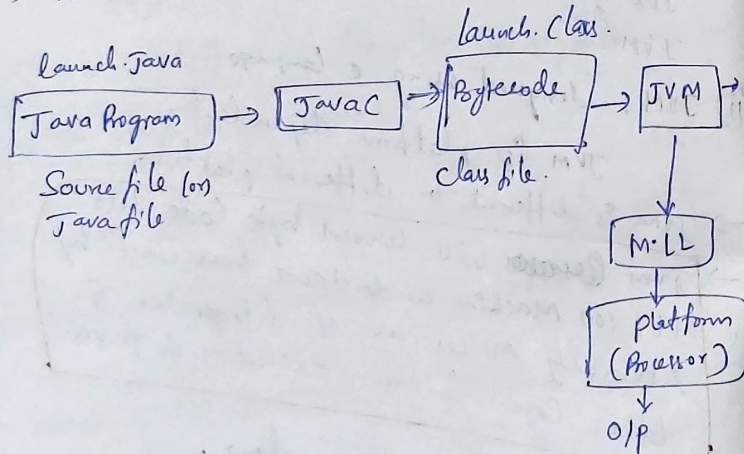 launch.Java
Java Program
Source file (or)
Java file
JavaC
launch.Class.
Bytecode
Class file.
JVM
M·LL
platform
(Processor)
O/P